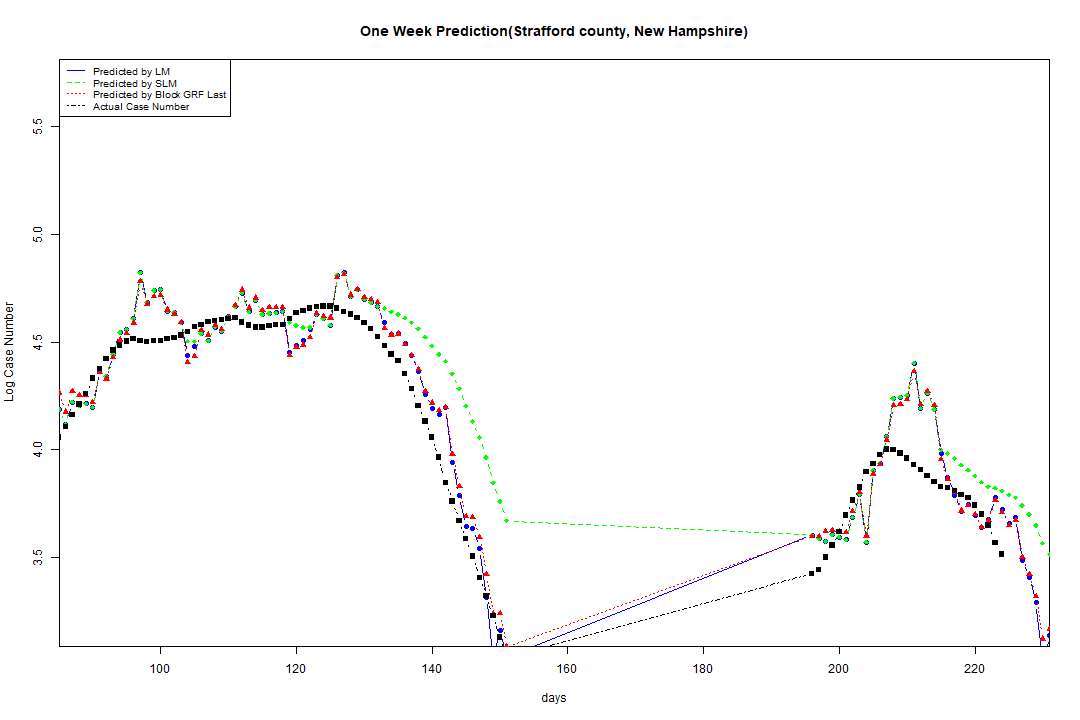 One Week Prediction(Strafford county, New Hampshire)
Predicted by LM
Predicted by SLM
Predicted by Block GRF Last
Actual Case Number
5.5
5.0
4.5
4.0
3.5
Log Case Number
100 120 140 160 180 200 220
days